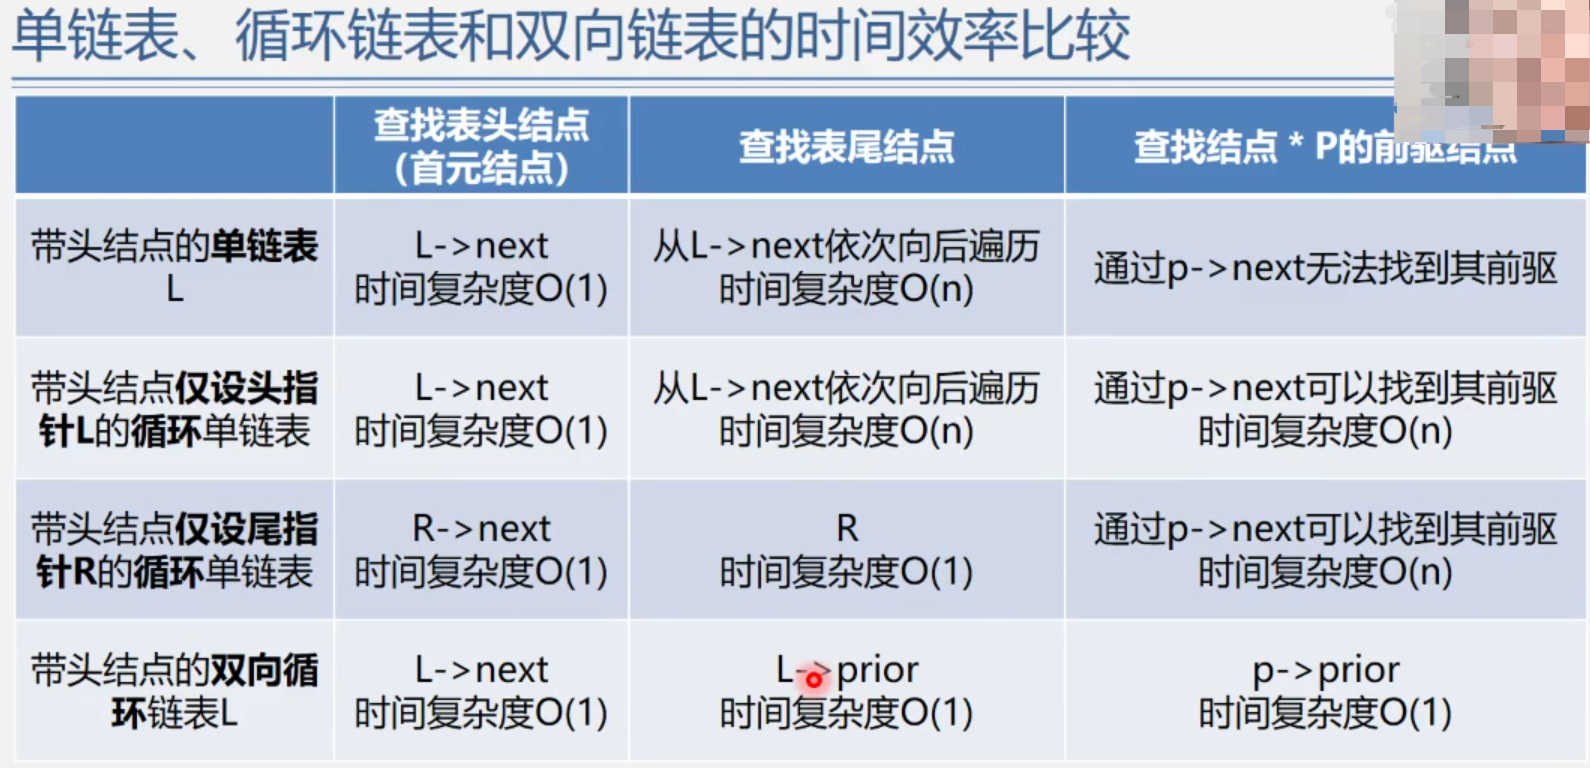 单链表、循环链表和双向链表的时间效率比较
查找表头结点
（首元结点）
查找表尾结点
查找结点 * P的前驱结点
带头结点的单链表
L
L->next
时间复杂度O(1)
从L->next依次向后遍历
时间复杂度O(n)
通过p->next无法找到其前驱
带头结点仅设头指
针L的循环单链表
L->next
时间复杂度O(1)
从L->next依次向后遍历
时间复杂度O(n)
通过p->next可以找到其前驱
时间复杂度O(n)
带头结点仅设尾指
针R的循环单链表
R->next
时间复杂度O(1)
R
时间复杂度O(1)
通过p->next可以找到其前驱
时间复杂度O(n)
带头结点的双向循
环链表L
L->next
时间复杂度O(1)
L->prior
时间复杂度O(1)
p->prior
时间复杂度O(1)